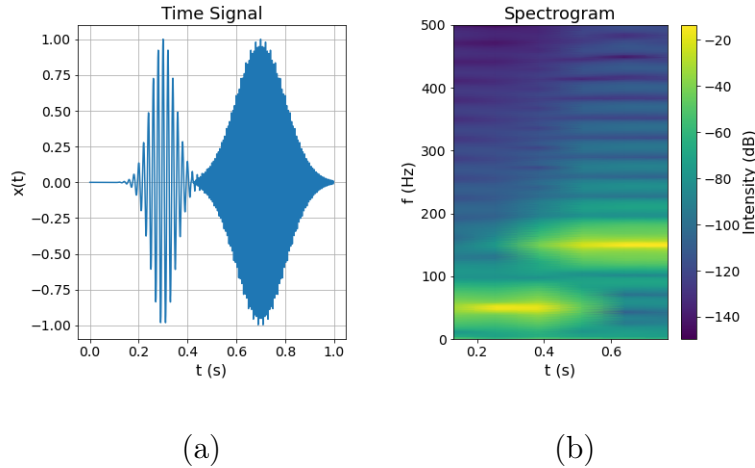 Time Signal
1.00
0.75
0.50
0.25
0.00
−0.25
−0.50
−0.75
−1.00
x(t)
0.0 0.2 0.4 0.6 0.8 1.0
t (s)
(a)
Spectrogram
500
400
300
200
100
0
f (Hz)
0.2 0.4 0.6
t (s)
−20
−40
−60
−80
−100
−120
−140
Intensity (dB)
(b)